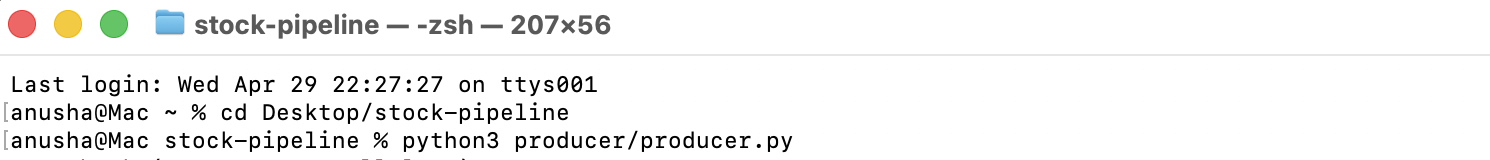 stock-pipeline — -zsh — 207×56
Last login: Wed Apr 29 22:27:27 on ttys001
[anusha@Mac ~ % cd Desktop/stock-pipeline
[anusha@Mac stock-pipeline % python3 producer/producer.py